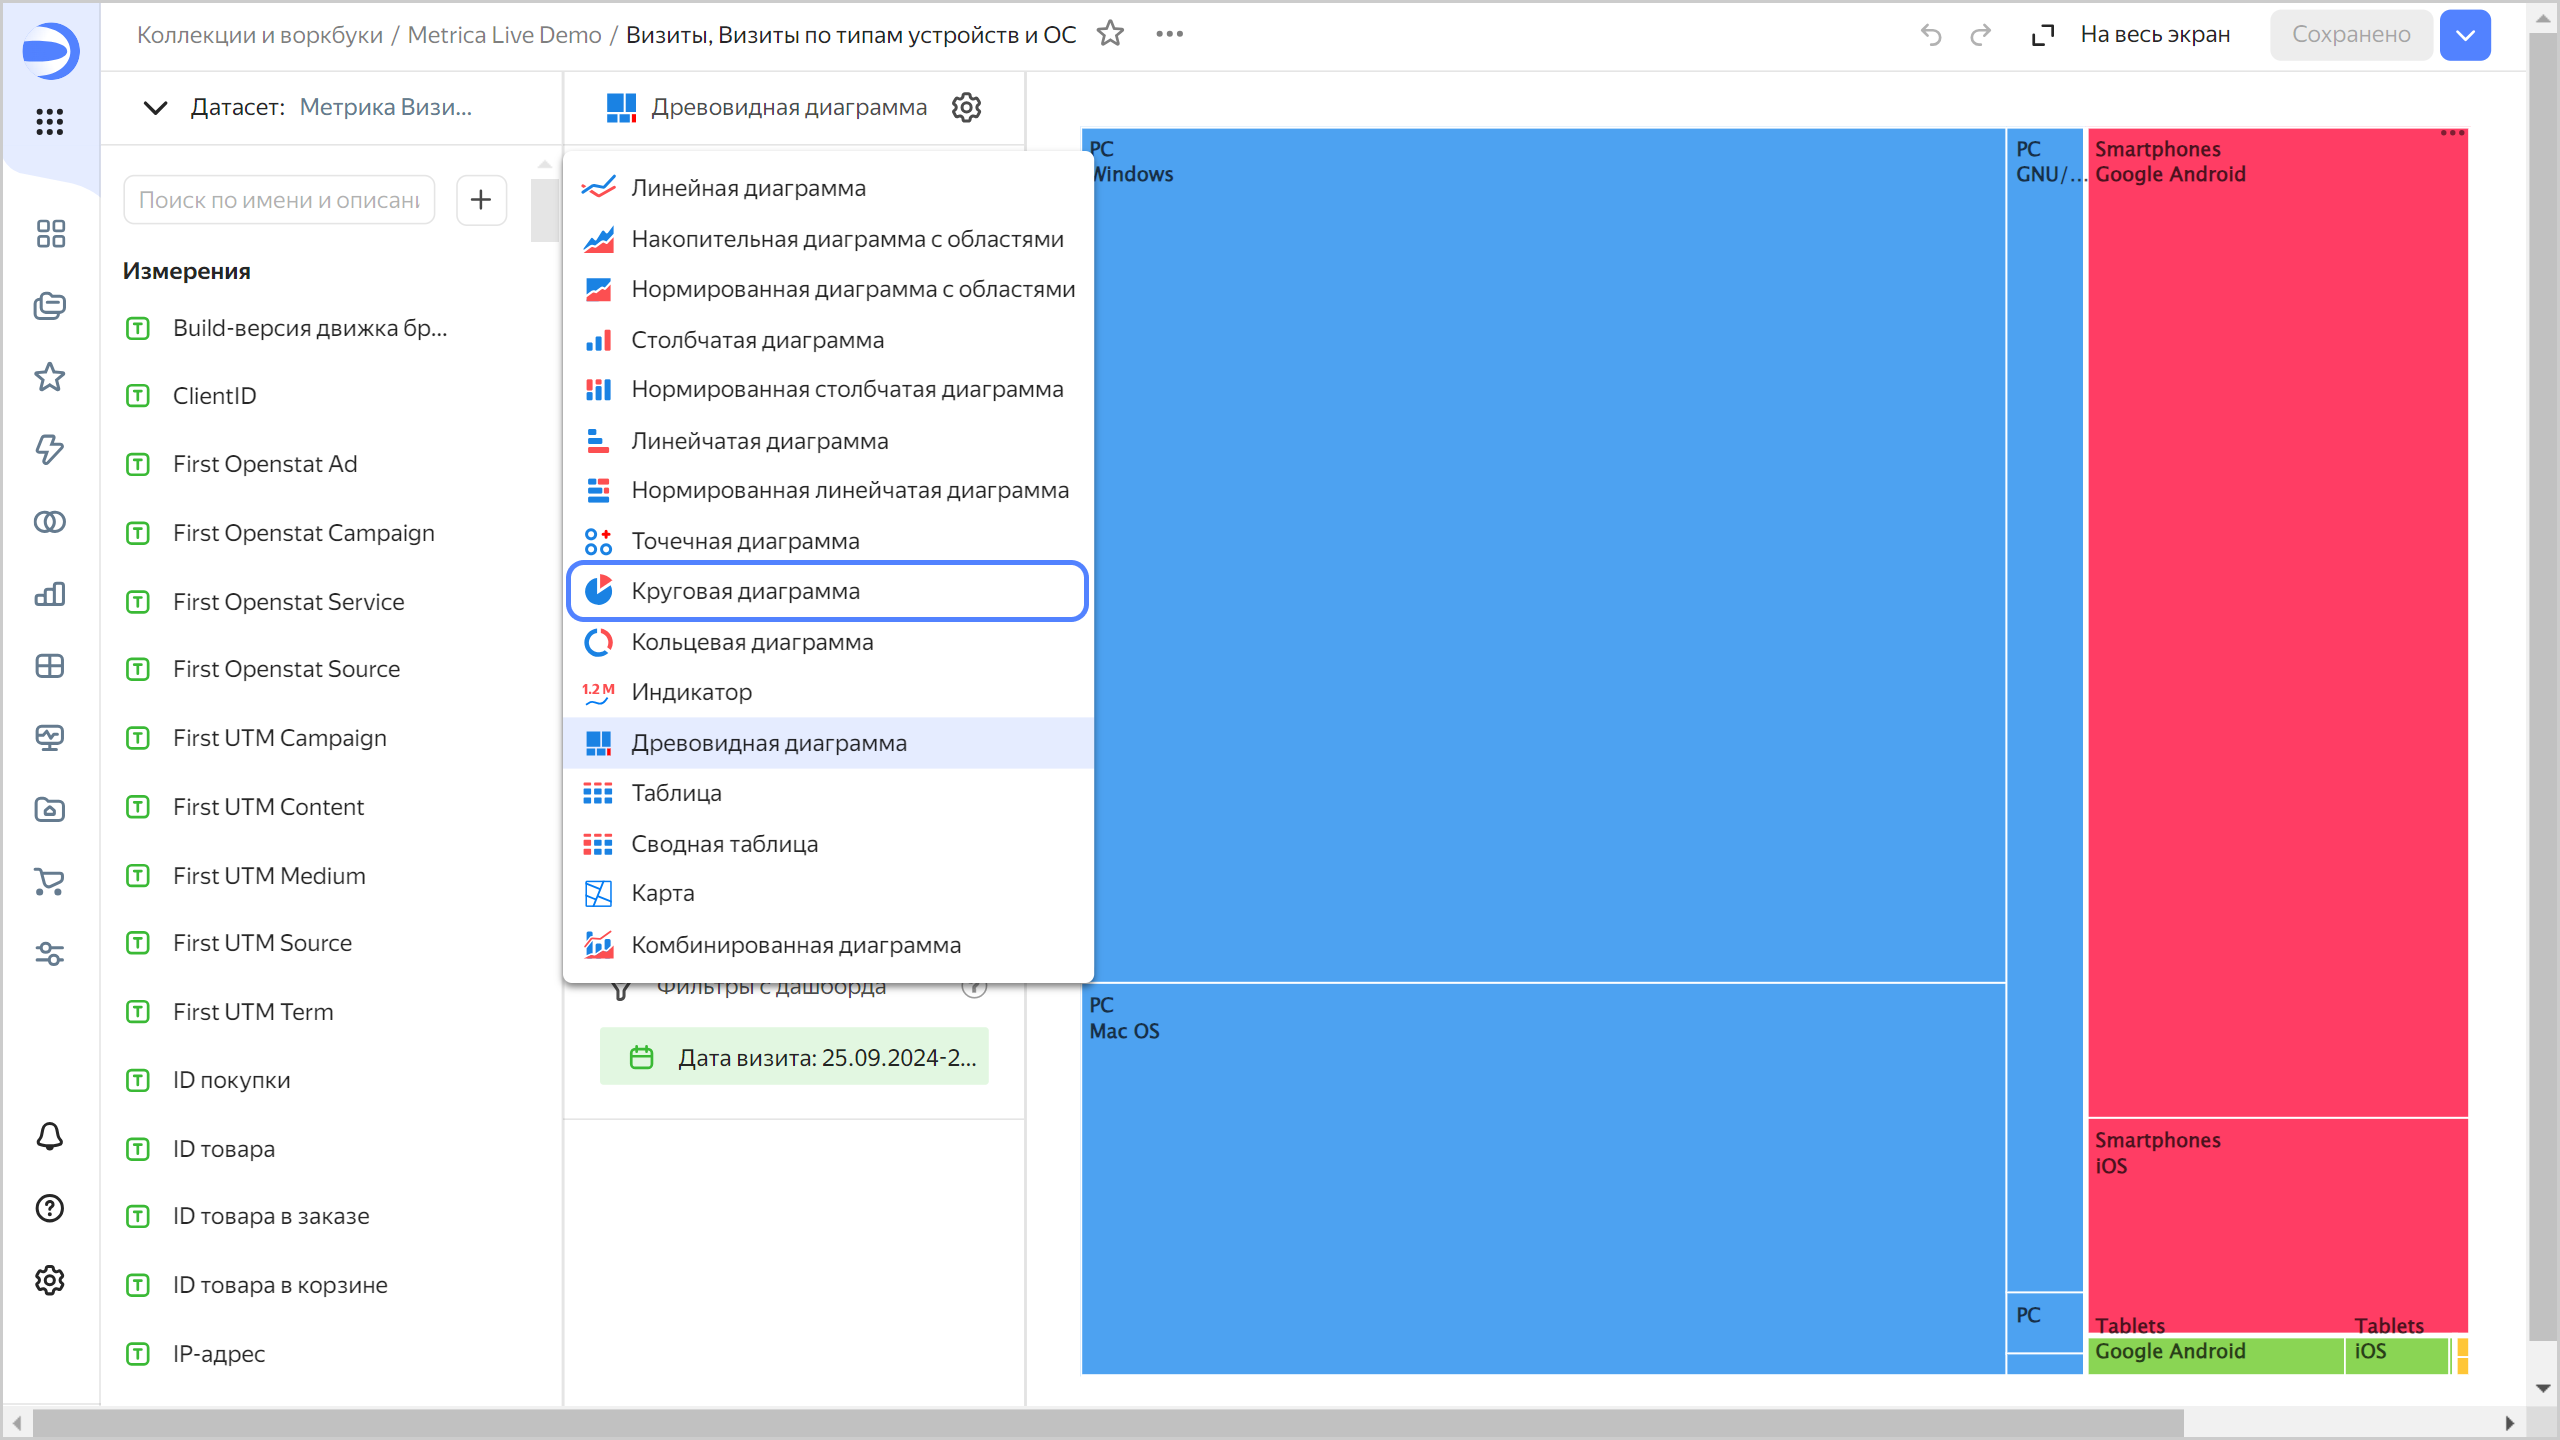 Коллекции и воркбуки / Metrica Live Demo / Визиты, Визиты по типам устройств и ОС
На весь экран
Сохранено
Датасет: Метрика Визи...
Древовидная диаграмма
Поиск по имени и описани
Измерения
Build-версия движка бр...
ClientID
First Openstat Ad
First Openstat Campaign
First Openstat Service
First Openstat Source
First UTM Campaign
First UTM Content
First UTM Medium
First UTM Source
First UTM Term
ID покупки
ID товара
ID товара в заказе
ID товара в корзине
IP-адрес
Линейная диаграмма
Накопительная диаграмма с областями
Нормированная диаграмма с областями
Столбчатая диаграмма
Нормированная столбчатая диаграмма
Линейчатая диаграмма
Нормированная линейчатая диаграмма
Точечная диаграмма
Круговая диаграмма
Кольцевая диаграмма
1.2 M
Индикатор
Древовидная диаграмма
Таблица
Сводная таблица
Карта
Комбинированная диаграмма
Фильтры с дашборда
Дата визита: 25.09.2024-2...
PC
Windows
PC
GNU/...
Smartphones
Google Android
PC
Mac OS
Smartphones
iOS
PC
Tablets
Google Android
Tablets
iOS